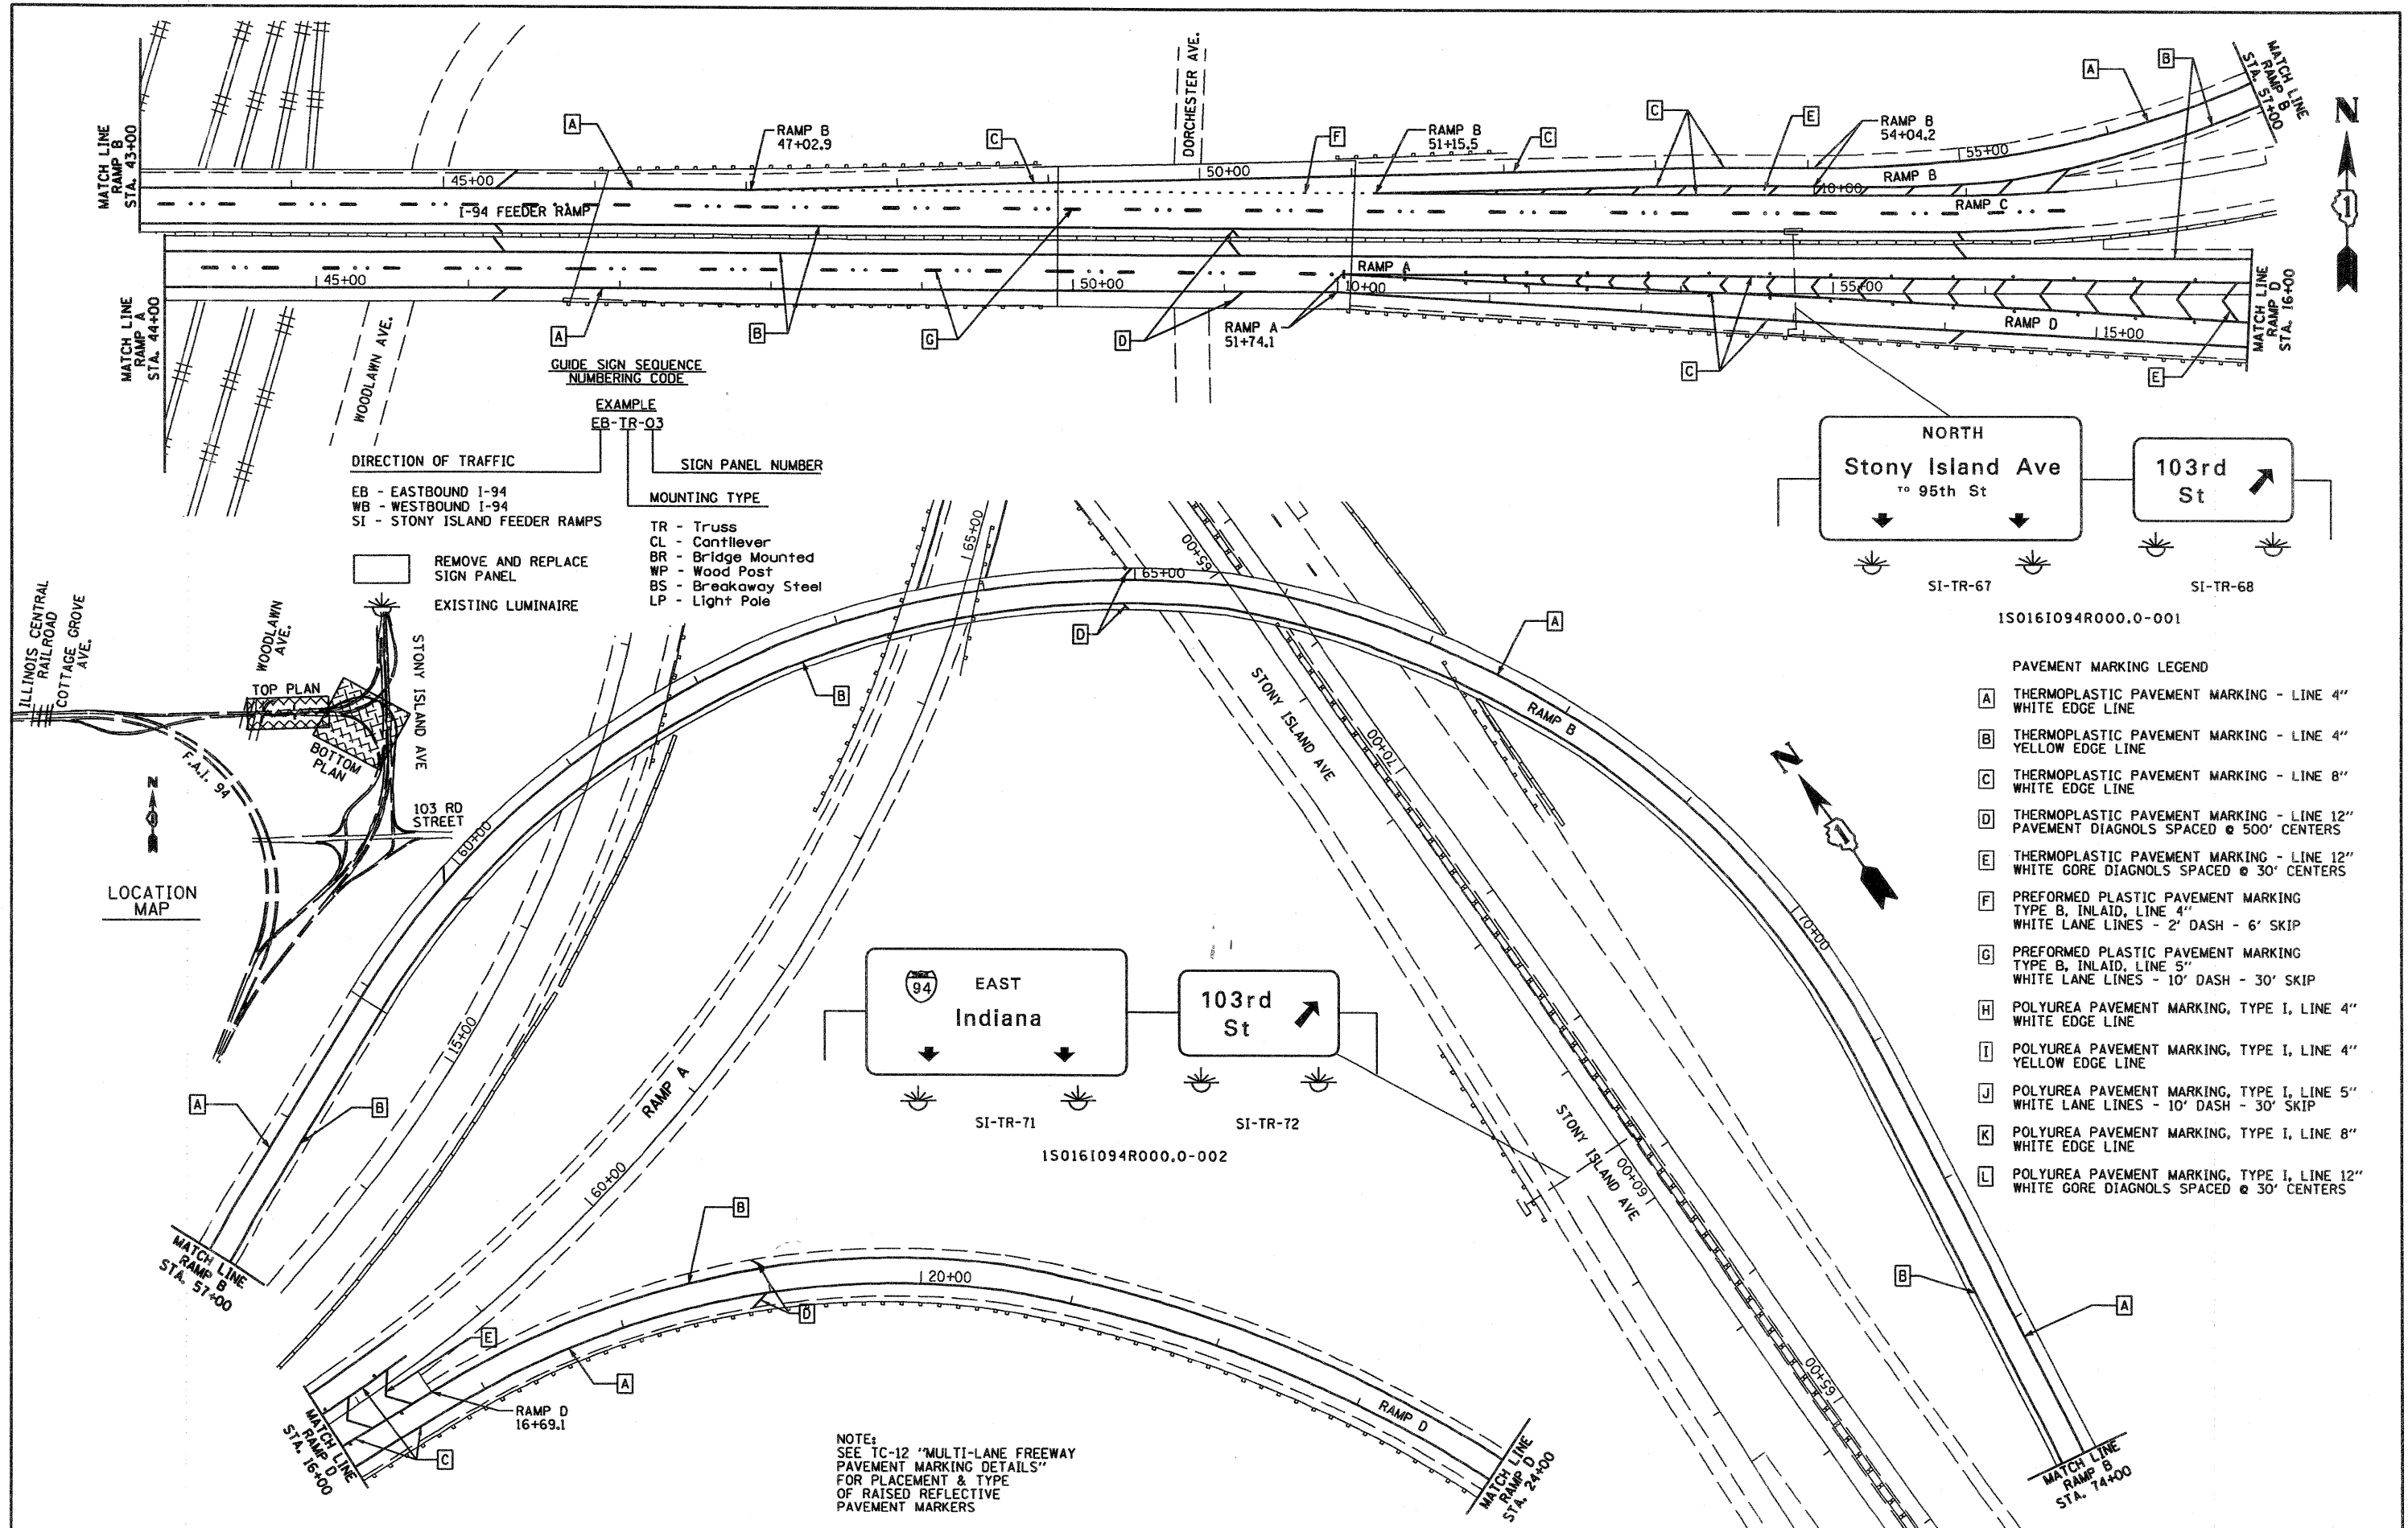 MATCH LINE
RAMP B
STA. 43+00
45+00
I-94 FEEDER RAMP
A
RAMP B
47+02.9
C
DORCHESTER AVE.
50+00
F
RAMP B
51+15.5
C
C
E
RAMP B
54+04.2
10+00
RAMP B
RAMP C
55+00
A
B
MATCH LINE
RAMP B
STA. 57+00
N
1
MATCH LINE
RAMP A
STA. 44+00
45+00
WOODLAWN AVE.
A
B
G
50+00
D
RAMP A
10+00
RAMP A
51+74.1
55+00
C
RAMP D
15+00
E
MATCH LINE
RAMP D
STA. 16+00
GUIDE SIGN SEQUENCE
NUMBERING CODE
EXAMPLE
EB-TR-03
DIRECTION OF TRAFFIC
SIGN PANEL NUMBER
EB - EASTBOUND I-94
WB - WESTBOUND I-94
SI - STONY ISLAND FEEDER RAMPS
MOUNTING TYPE
TR - Truss
CL - Cantilever
BR - Bridge Mounted
WP - Wood Post
BS - Breakaway Steel
LP - Light Pole
REMOVE AND REPLACE
SIGN PANEL
EXISTING LUMINAIRE
NORTH
Stony Island Ave
TO 95th St
103rd
St
SI-TR-67
SI-TR-68
1S016I094R000.0-001
ILLINOIS CENTRAL
RAILROAD
COTTAGE GROVE
AVE.
WOODLAWN
AVE.
TOP PLAN
BOTTOM
PLAN
STONY ISLAND AVE
F.A.I. 94
103 RD
STREET
N
LOCATION
MAP
65+00
65+00
65+00
D
B
A
60+00
15+00
RAMP A
60+00
A
B
STONY ISLAND AVE
70+00
RAMP B
N
1
70+00
STONY ISLAND AVE
60+00
65+00
B
A
MATCH LINE
RAMP B
STA. 57+00
MATCH LINE
RAMP B
STA. 74+00
94
EAST
Indiana
103rd
St
SI-TR-71
SI-TR-72
1S016I094R000.0-002
B
20+00
D
E
A
RAMP D
16+69.1
C
RAMP D
MATCH LINE
RAMP D
STA. 16+00
MATCH LINE
RAMP D
STA. 24+00
NOTE:
SEE TC-12 "MULTI-LANE FREEWAY
PAVEMENT MARKING DETAILS"
FOR PLACEMENT & TYPE
OF RAISED REFLECTIVE
PAVEMENT MARKERS
PAVEMENT MARKING LEGEND
A THERMOPLASTIC PAVEMENT MARKING - LINE 4"
WHITE EDGE LINE
B THERMOPLASTIC PAVEMENT MARKING - LINE 4"
YELLOW EDGE LINE
C THERMOPLASTIC PAVEMENT MARKING - LINE 8"
WHITE EDGE LINE
D THERMOPLASTIC PAVEMENT MARKING - LINE 12"
PAVEMENT DIAGNOLS SPACED @ 500' CENTERS
E THERMOPLASTIC PAVEMENT MARKING - LINE 12"
WHITE GORE DIAGNOLS SPACED @ 30' CENTERS
F PREFORMED PLASTIC PAVEMENT MARKING
TYPE B, INLAID, LINE 4"
WHITE LANE LINES - 2' DASH - 6' SKIP
G PREFORMED PLASTIC PAVEMENT MARKING
TYPE B, INLAID, LINE 5"
WHITE LANE LINES - 10' DASH - 30' SKIP
H POLYUREA PAVEMENT MARKING, TYPE I, LINE 4"
WHITE EDGE LINE
I POLYUREA PAVEMENT MARKING, TYPE I, LINE 4"
YELLOW EDGE LINE
J POLYUREA PAVEMENT MARKING, TYPE I, LINE 5"
WHITE LANE LINES - 10' DASH - 30' SKIP
K POLYUREA PAVEMENT MARKING, TYPE I, LINE 8"
WHITE EDGE LINE
L POLYUREA PAVEMENT MARKING, TYPE I, LINE 12"
WHITE GORE DIAGNOLS SPACED @ 30' CENTERS